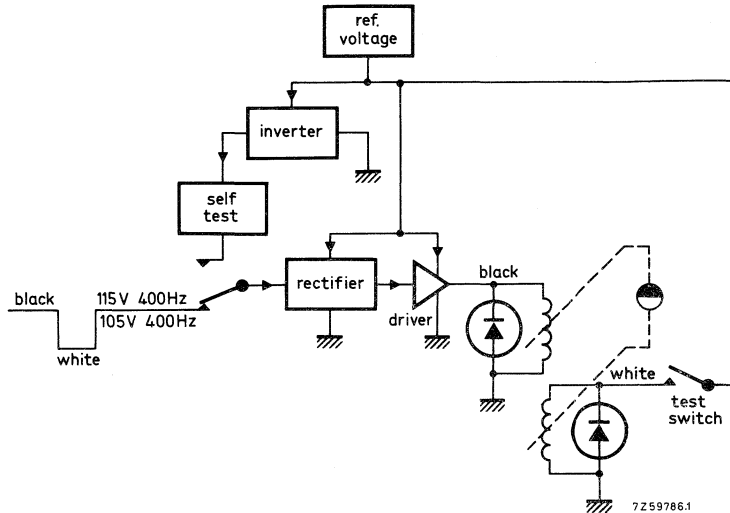 ref.
voltage
inverter
self
test
black
115V 400Hz
105V 400Hz
white
rectifier
driver
black
white
test
switch
7Z59786.1